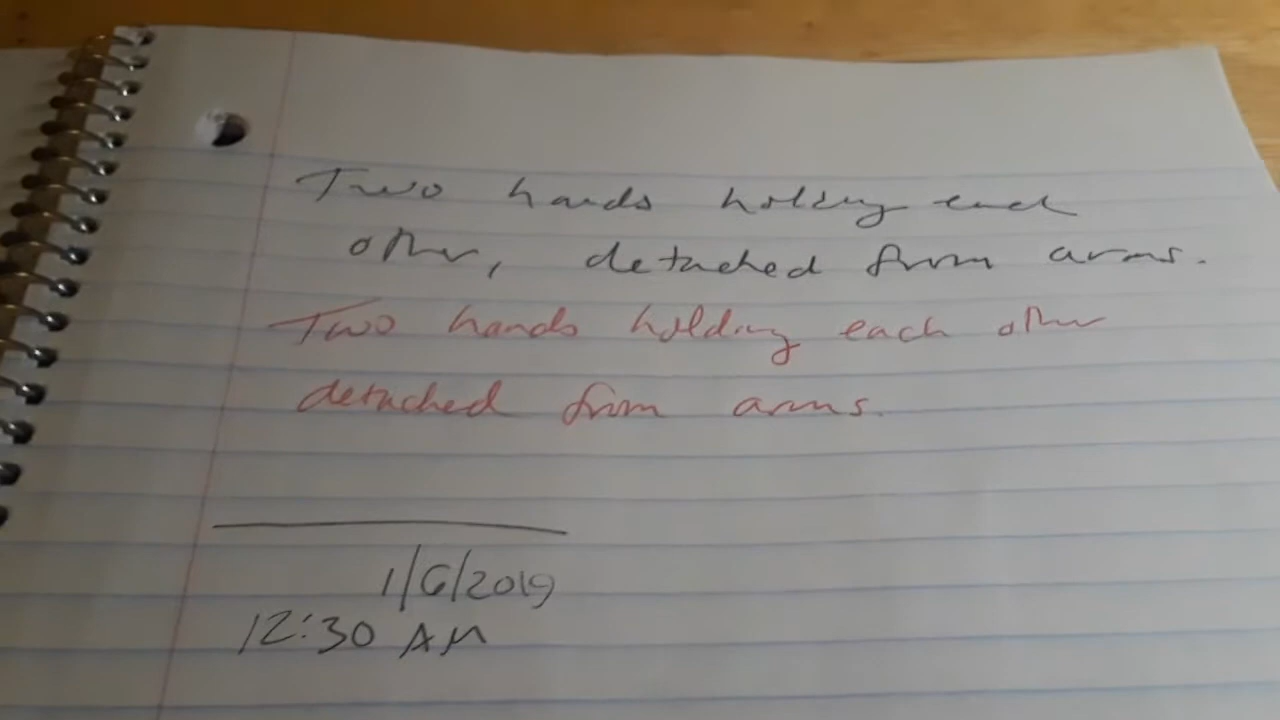 Two hands holding each
other, detached from arms.
Two hands holding each other
detached from arms.
1/6/2019
12:30 AM